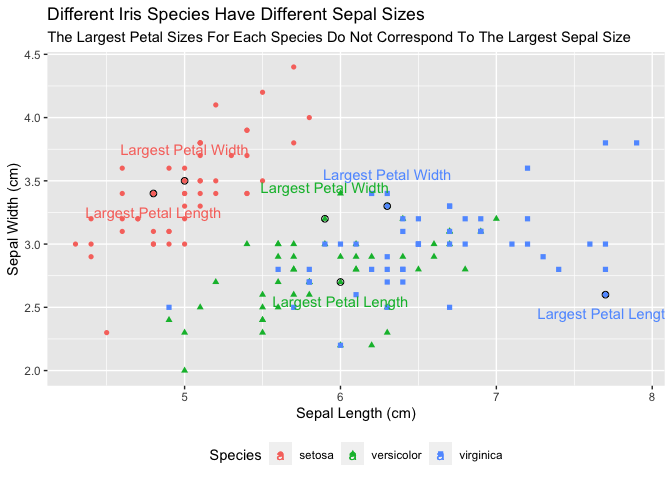 Different Iris Species Have Different Sepal Sizes
The Largest Petal Sizes For Each Species Do Not Correspond To The Largest Sepal Size
4.5
4.0
3.5
3.0
2.5
2.0
Sepal Width (cm)
Largest Petal Width
Largest Petal Width
Largest Petal Width
Largest Petal Length
Largest Petal Length
Largest Petal Lengt
5
6
7
8
Sepal Length (cm)
Species
a setosa
a versicolor
a virginica